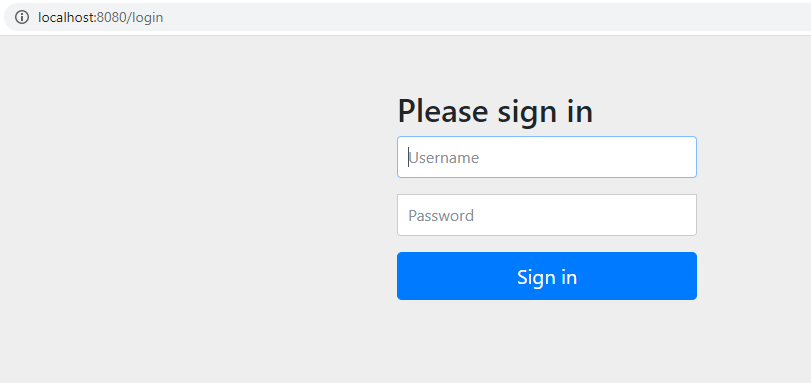 localhost:8080/login
Please sign in
Username
Password
Sign in